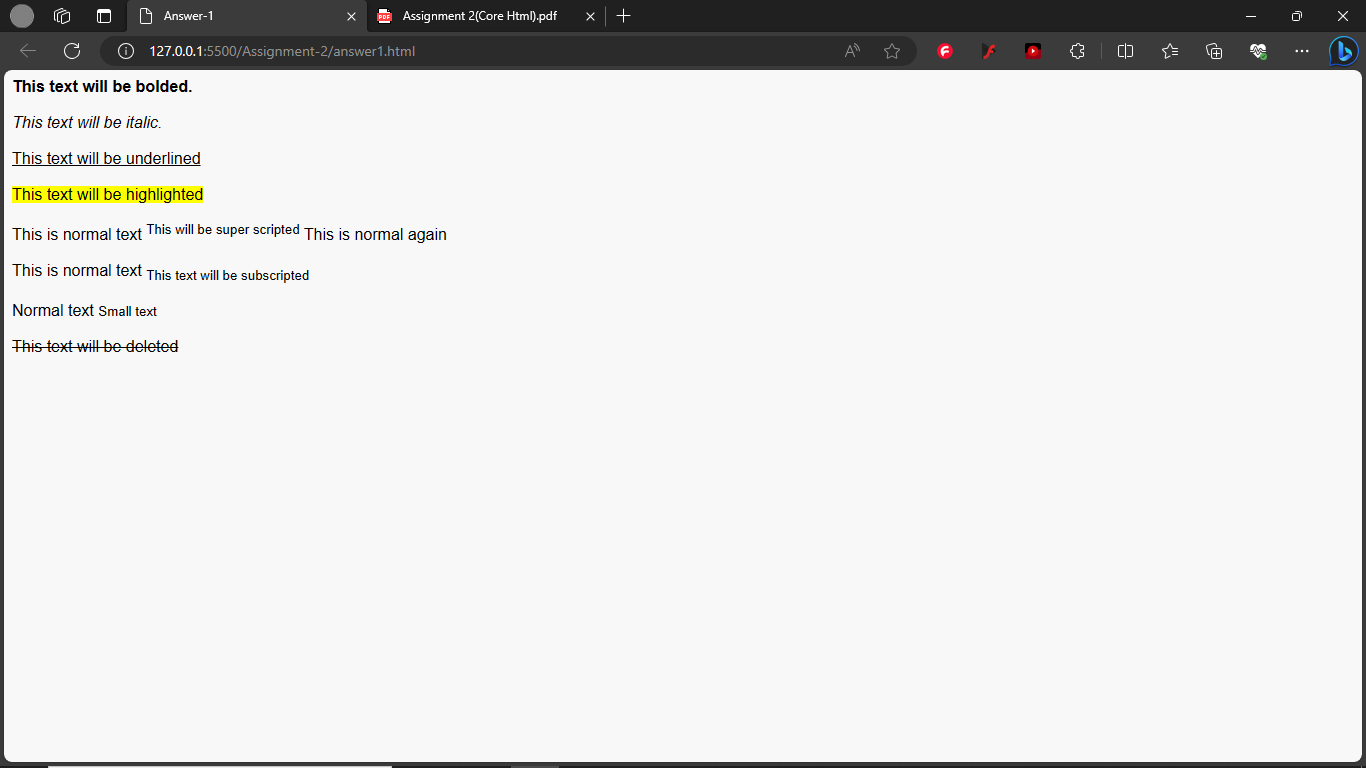 Answer-1
Assignment 2(Core Html).pdf
127.0.0.1:5500/Assignment-2/answer1.html
This text will be bolded.
This text will be italic.
This text will be underlined
This text will be highlighted
This is normal text This will be super scripted This is normal again
This is normal text This text will be subscripted
Normal text Small text
This text will be deleted